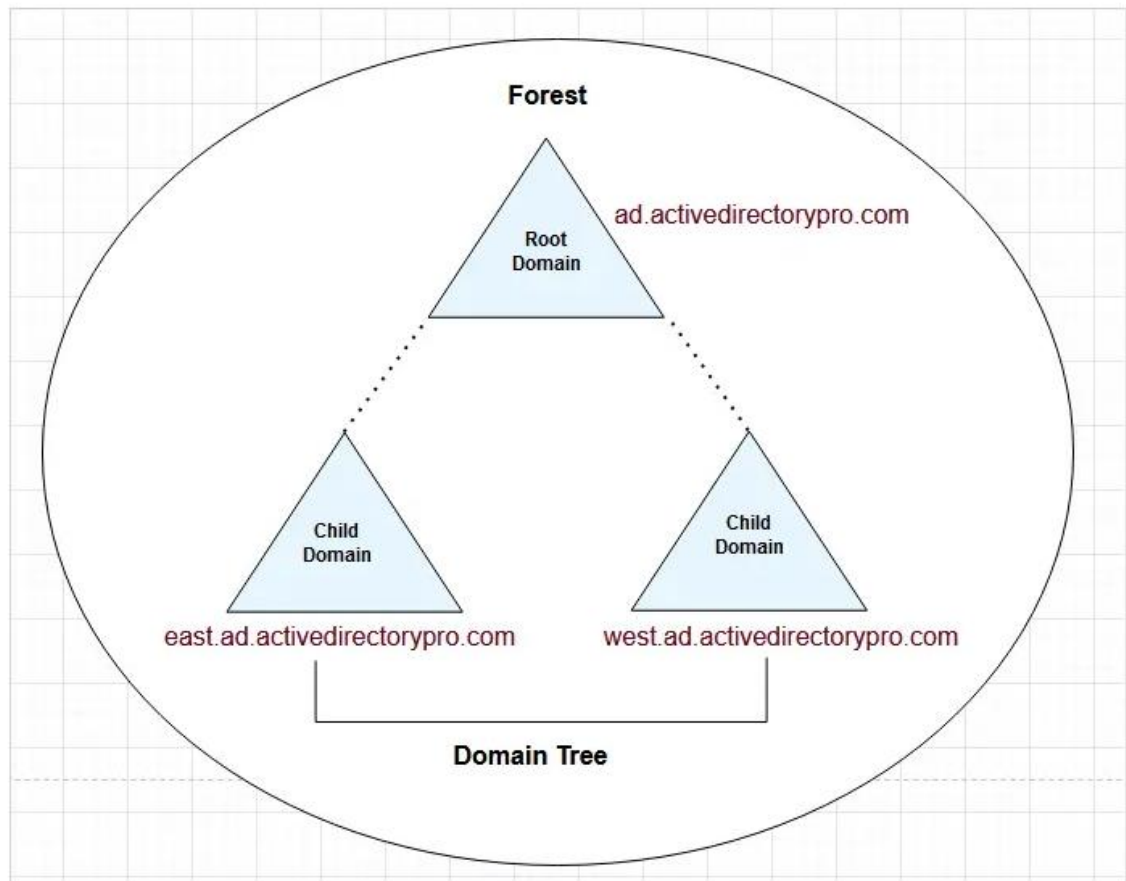 Forest
ad.activedirectorypro.com
Root
Domain
Child
Domain
Child
Domain
east.ad.activedirectorypro.com
west.ad.activedirectorypro.com
Domain Tree